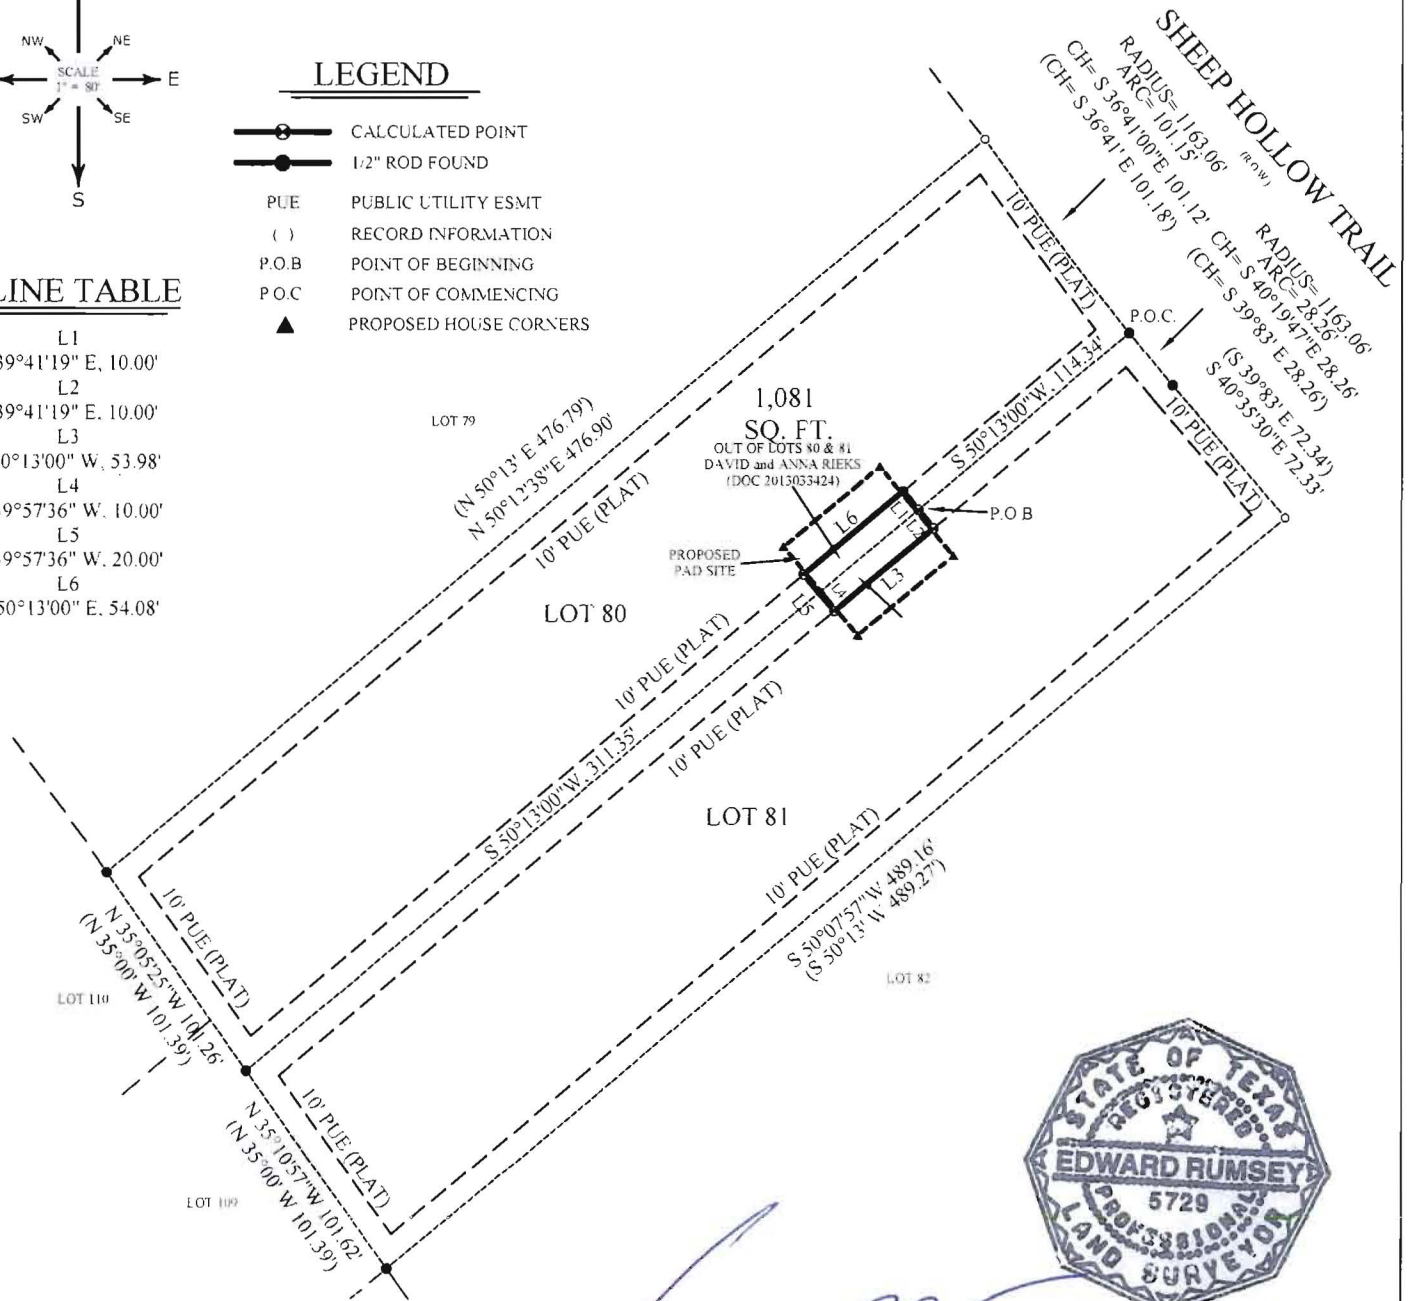 NW
NE
SCALE
1" = 80'
E
SW
SE
S
LEGEND
CALCULATED POINT
1/2" ROD FOUND
PUE PUBLIC UTILITY ESMT
( ) RECORD INFORMATION
P.O.B POINT OF BEGINNING
P.O.C POINT OF COMMENCING
PROPOSED HOUSE CORNERS
LINE TABLE
L1
39°41'19" E, 10.00'
L2
39°41'19" E, 10.00'
L3
50°13'00" W, 53.98'
L4
39°57'36" W, 10.00'
L5
39°57'36" W, 20.00'
L6
50°13'00" E, 54.08'
SHEEP HOLLOW TRAIL
(R.O.W)
RADIUS= 1163.06'
ARC= 101.15'
CH= S 36°41'00"E 101.12'
(CH= S 36°41' E 101.18')
RADIUS= 1163.06'
ARC= 28.26'
CH= S 40°19'47"E 28.26'
(CH= S 39°83' E 28.26')
(S 39°83' E 72.34')
S 40°35'30"E 72.33'
10' PUE (PLAT)
P.O.C.
10' PUE (PLAT)
LOT 79
(N 50°13' E 476.79')
N 50°12'38"E 476.90'
10' PUE (PLAT)
1,081
SQ. FT.
OUT OF LOTS 80 & 81
DAVID and ANNA RIEKS
(DOC 2013033424)
S 50°13'00"W, 114.34'
L6
L1
L2
P.O.B
PROPOSED
PAD SITE
L3
L4
L5
LOT 80
10' PUE (PLAT)
10' PUE (PLAT)
S 50°13'00"W, 311.35'
LOT 81
10' PUE (PLAT)
S 50°07'57"W 489.16'
(S 50°13' W 489.27')
LOT 82
10' PUE (PLAT)
N 35°05'25"W 101.26'
(N 35°00' W 101.39')
LOT 110
10' PUE (PLAT)
N 35°10'57"W 101.62'
(N 35°00' W 101.39')
LOT 109
STATE OF TEXAS
REGISTERED
EDWARD RUMSEY
5729
PROFESSIONAL
LAND SURVEYOR